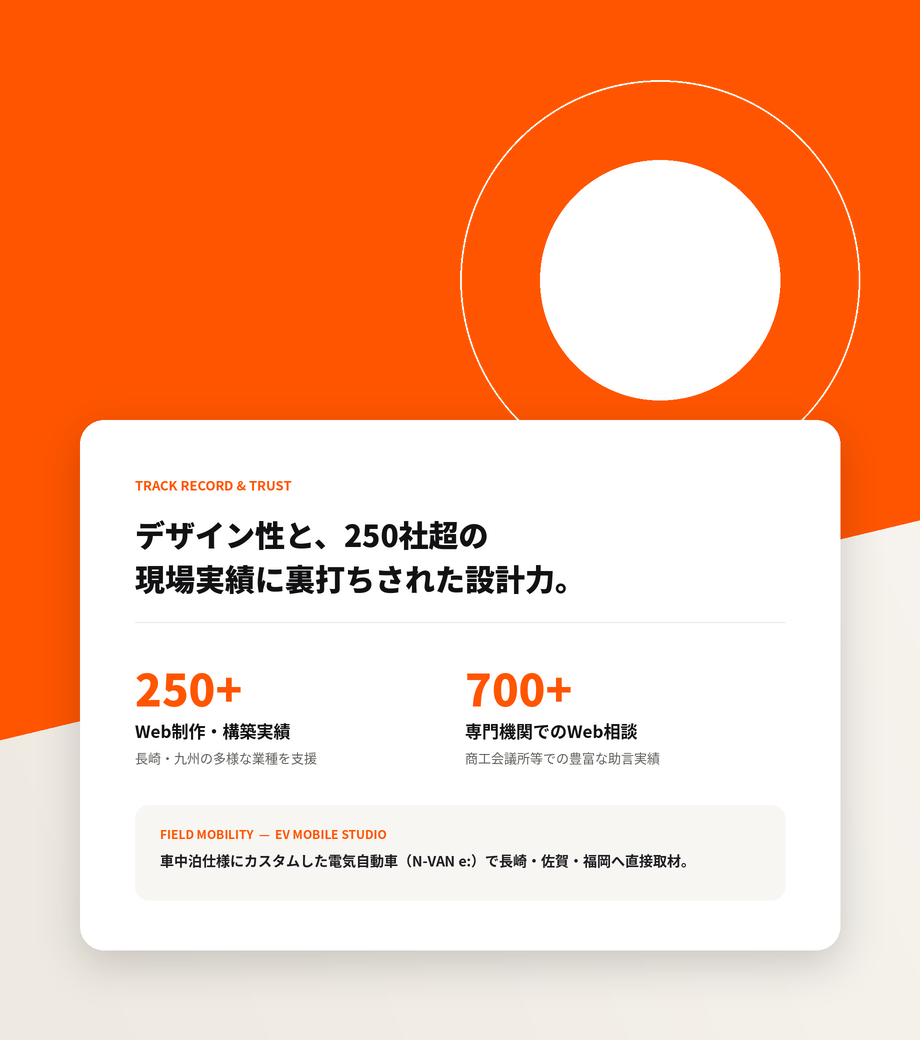 TRACK RECORD & TRUST
デザイン性と、250社超の
現場実績に裏打ちされた設計力。
250+
Web制作・構築実績
長崎・九州の多様な業種を支援
700+
専門機関でのWeb相談
商工会議所等での豊富な助言実績
FIELD MOBILITY — EV MOBILE STUDIO
車中泊仕様にカスタムした電気自動車（N-VAN e:）で長崎・佐賀・福岡へ直接取材。